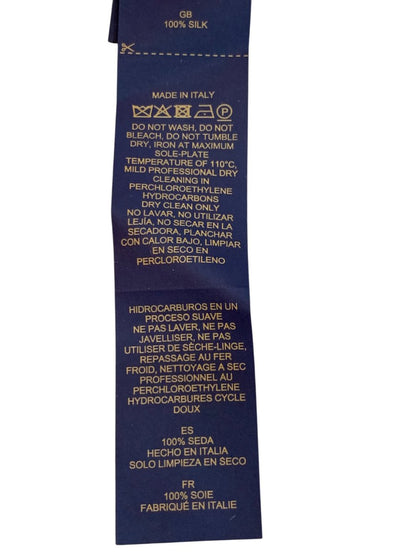 GB
100% SILK
MADE IN ITALY
DO NOT WASH, DO NOT
BLEACH, DO NOT TUMBLE
DRY, IRON AT MAXIMUM
SOLE-PLATE
TEMPERATURE OF 110°C,
MILD PROFESSIONAL DRY
CLEANING IN
PERCHLOROETHYLENE
HYDROCARBONS
DRY CLEAN ONLY
NO LAVAR, NO UTILIZAR
LEJÍA, NO SECAR EN LA
SECADORA, PLANCHAR
CON CALOR BAJO, LIMPIAR
EN SECO EN
PERCLOROETILENO
HIDROCARBUROS EN UN
PROCESO SUAVE
NE PAS LAVER, NE PAS
JAVELLISER, NE PAS
UTILISER DE SÈCHE-LINGE,
REPASSAGE AU FER
FROID, NETTOYAGE A SEC
PROFESSIONNEL AU
PERCHLOROETHYLENE
HYDROCARBURES CYCLE
DOUX
ES
100% SEDA
HECHO EN ITALIA
SOLO LIMPIEZA EN SECO
FR
100% SOIE
FABRIQUÉ EN ITALIE